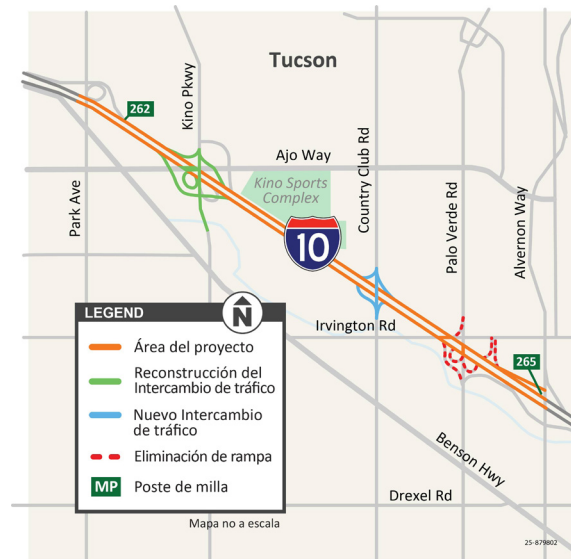 Tucson
262
Kino Pkwy
Ajo Way
Kino Sports
Complex
Country Club Rd
Park Ave
Palo Verde Rd
Alvernon Way
10
Irvington Rd
265
Benson Hwy
Drexel Rd
LEGEND
N
Área del proyecto
Reconstrucción del
Intercambio de tráfico
Nuevo Intercambio
de tráfico
Eliminación de rampa
MP Poste de milla
Mapa no a escala
25-879802